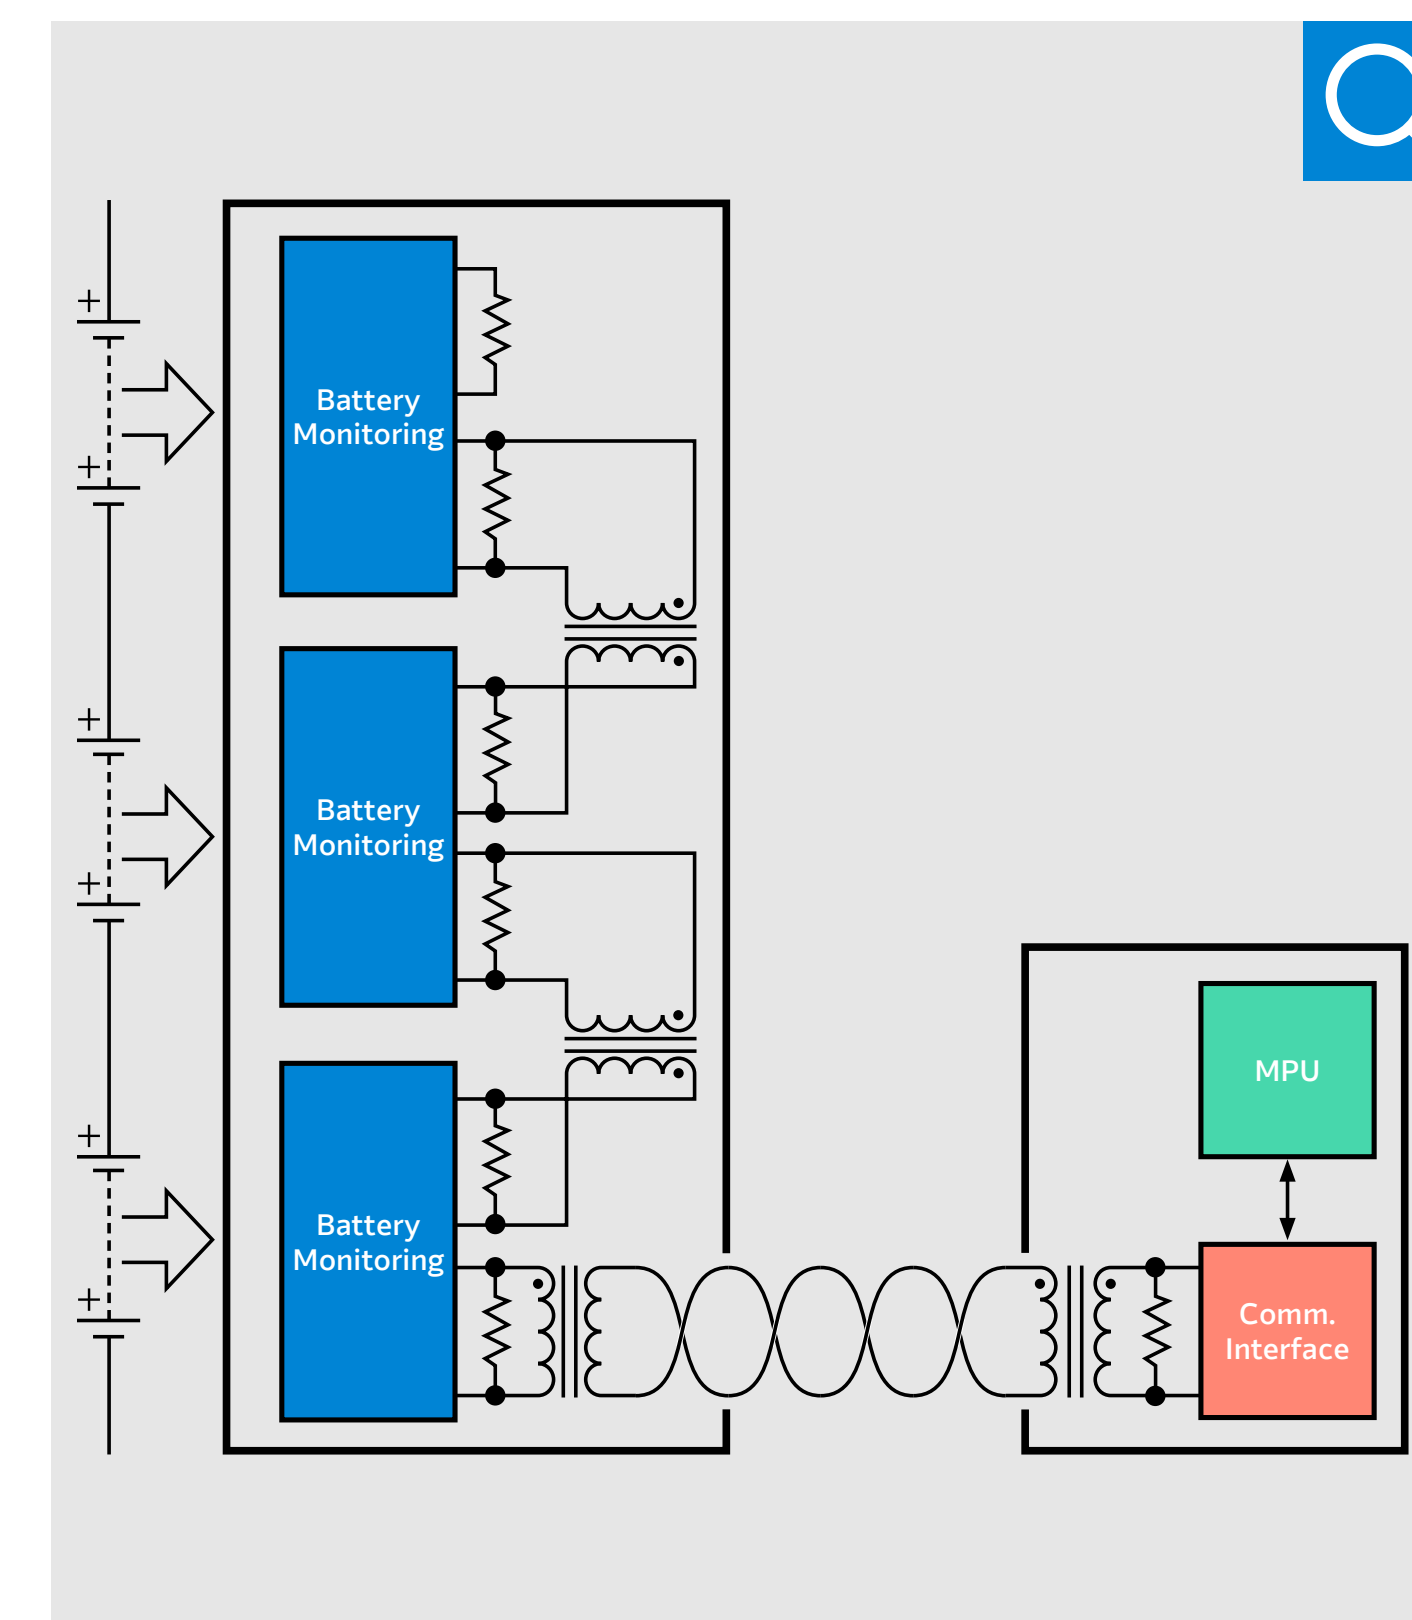 +
+
Battery
Monitoring
+
+
Battery
Monitoring
+
+
Battery
Monitoring
MPU
Comm.
Interface